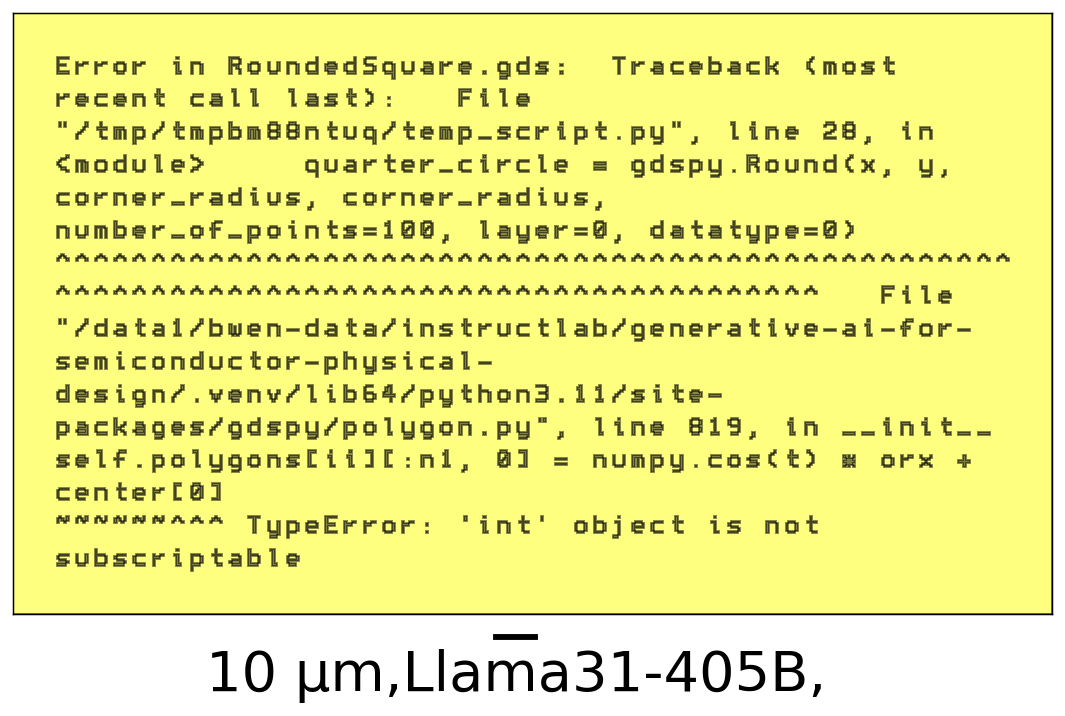 Error in RoundedSquare.gds:  Traceback (most
recent call last):   File
"/tmp/tmpbm88ntuq/temp_script.py", line 28, in
<module>     quarter_circle = gdspy.Round(x, y,
corner_radius, corner_radius,
number_of_points=100, layer=0, datatype=0)
^^^^^^^^^^^^^^^^^^^^^^^^^^^^^^^^^^^^^^^^^^^^^^^^^^
^^^^^^^^^^^^^^^^^^^^^^^^^^^^^^^^^^^^^^^^   File
"/data1/bwen-data/instructlab/generative-ai-for-
semiconductor-physical-
design/.venv/lib64/python3.11/site-
packages/gdspy/polygon.py", line 819, in __init__
self.polygons[ii][:n1, 0] = numpy.cos(t) * orx +
center[0]
~~~~~~^^^ TypeError: 'int' object is not
subscriptable
10 μm,Llama31-405B,